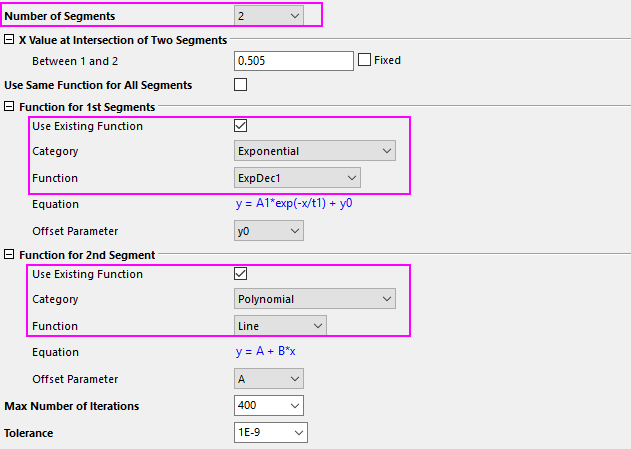 Number of Segments 2
X Value at Intersection of Two Segments
Between 1 and 2 0.505 Fixed
Use Same Function for All Segments
Function for 1st Segments
Use Existing Function
Category Exponential
Function ExpDec1
Equation y = A1*exp(-x/t1) + y0
Offset Parameter y0
Function for 2nd Segment
Use Existing Function
Category Polynomial
Function Line
Equation y = A + B*x
Offset Parameter A
Max Number of Iterations 400
Tolerance 1E-9